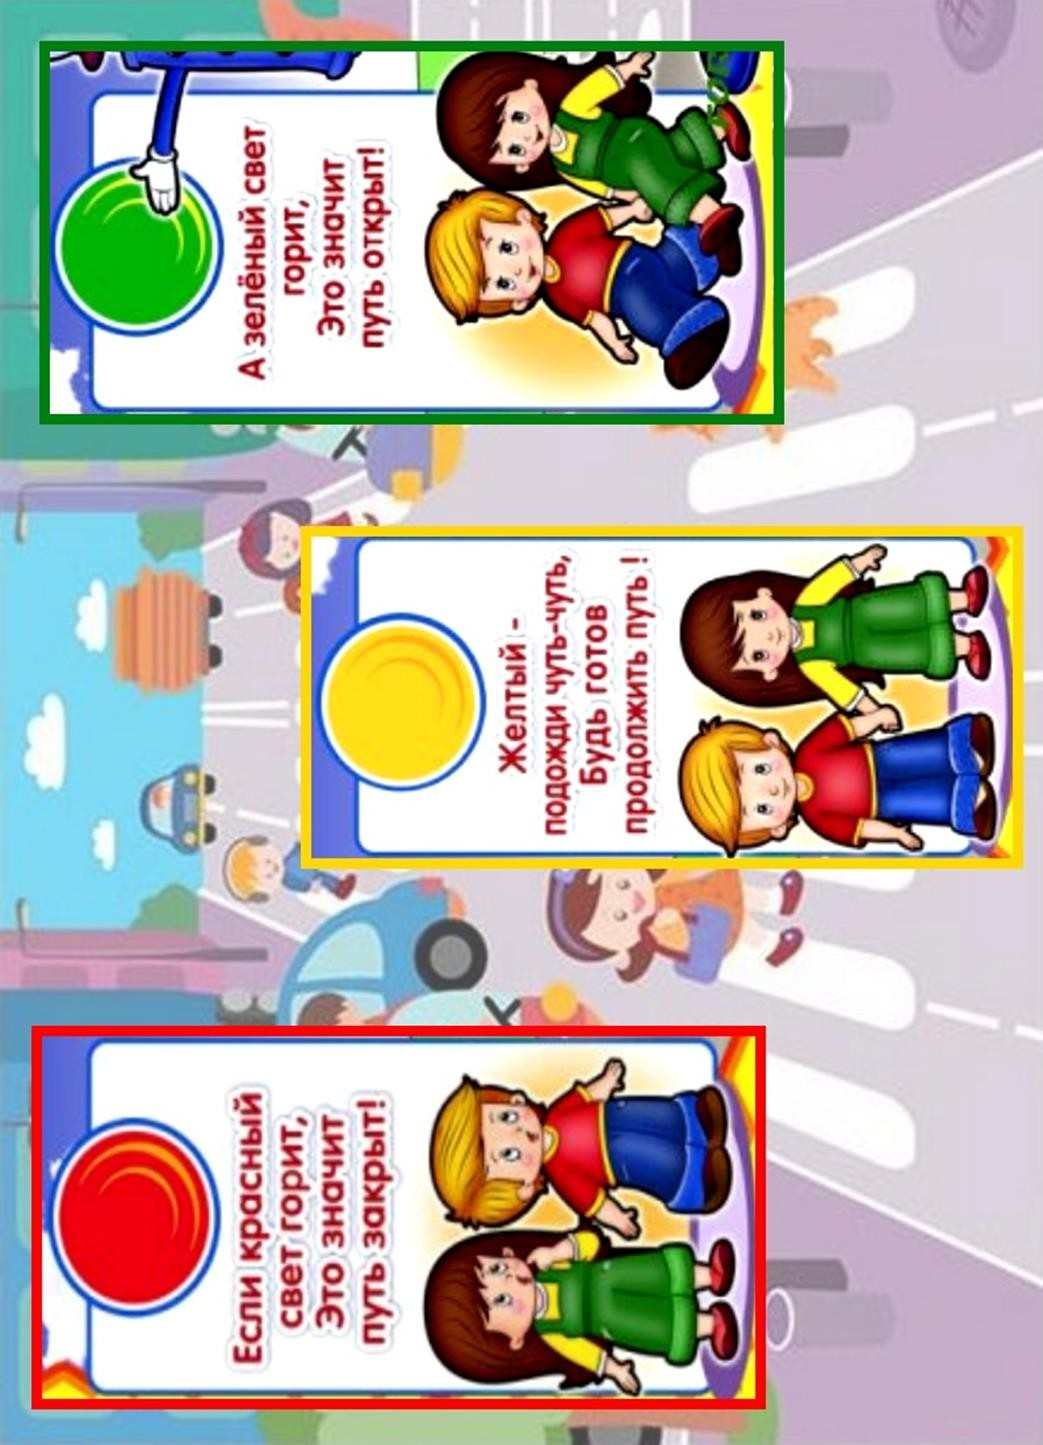 Если красный
свет горит,
Это значит
путь закрыт!
Желтый -
подожди чуть-чуть,
Будь готов
продолжить путь !
А зелёный свет
горит,
Это значит
путь открыт!